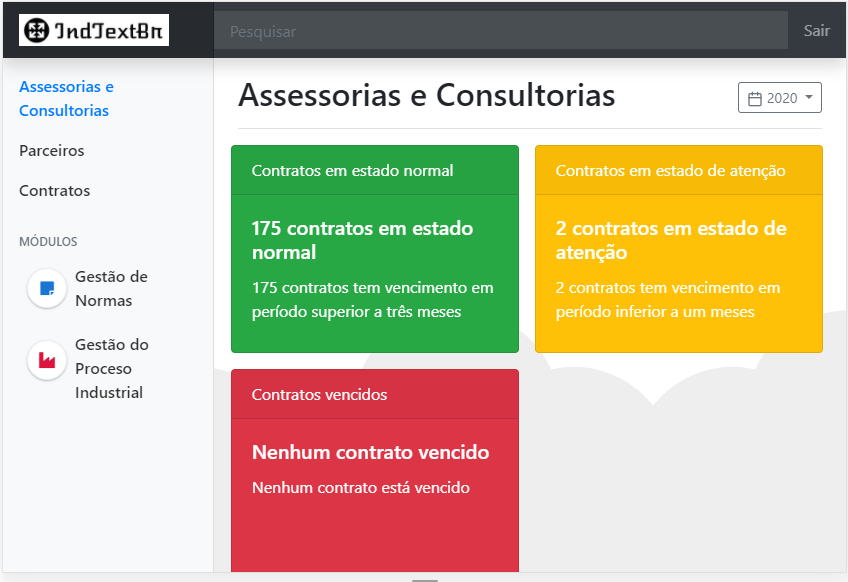 IndTextBr
Pesquisar
Sair
Assessorias e
Consultorias
Parceiros
Contratos
MÓDULOS
Gestão de
Normas
Gestão do
Proceso
Industrial
Assessorias e Consultorias
2020
Contratos em estado normal
175 contratos em estado
normal
175 contratos tem vencimento em
período superior a três meses
Contratos em estado de atenção
2 contratos em estado de
atenção
2 contratos tem vencimento em
período inferior a um meses
Contratos vencidos
Nenhum contrato vencido
Nenhum contrato está vencido